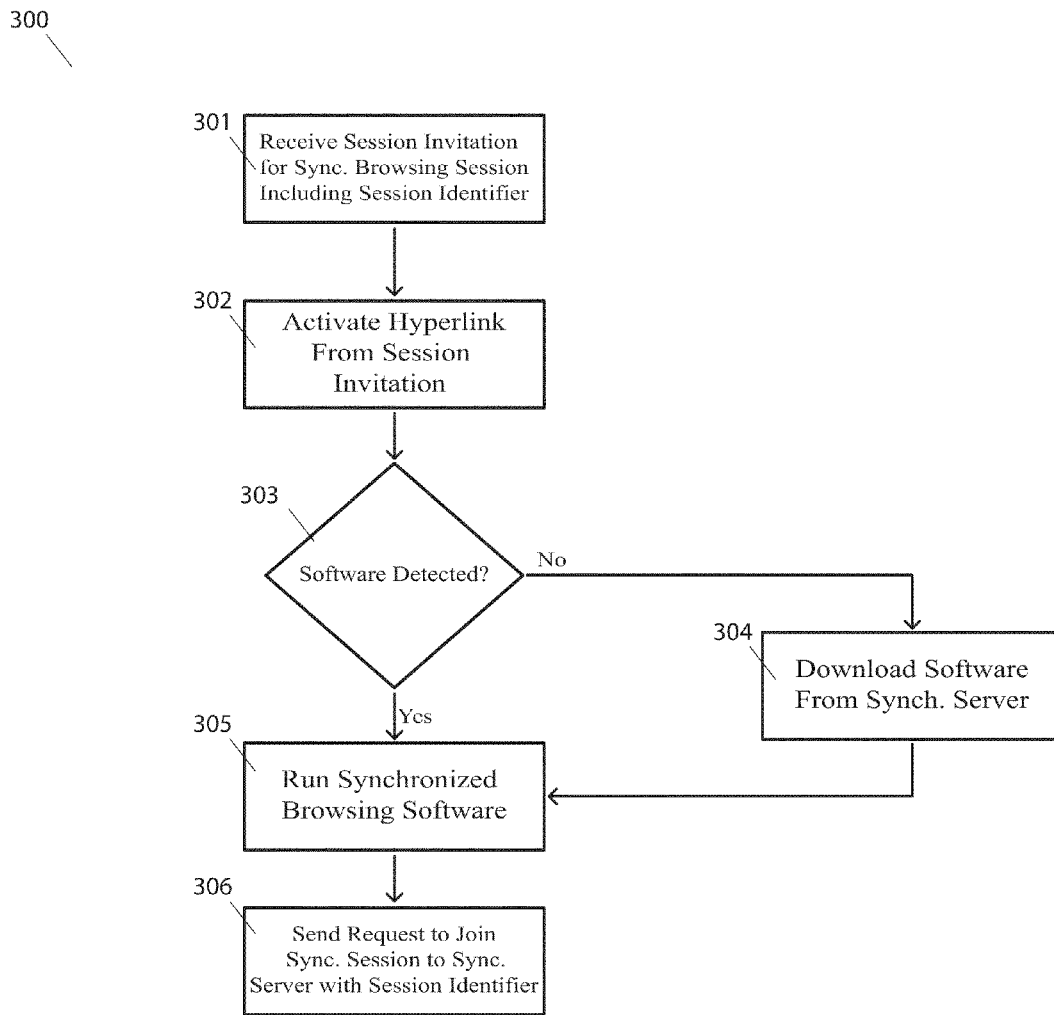 300
301
Receive Session Invitation
for Sync. Browsing Session
Including Session Identifier
302
Activate Hyperlink
From Session
Invitation
303
Software Detected?
No
304
Download Software
From Synch. Server
Yes
305
Run Synchronized
Browsing Software
306
Send Request to Join
Sync. Session to Sync.
Server with Session Identifier